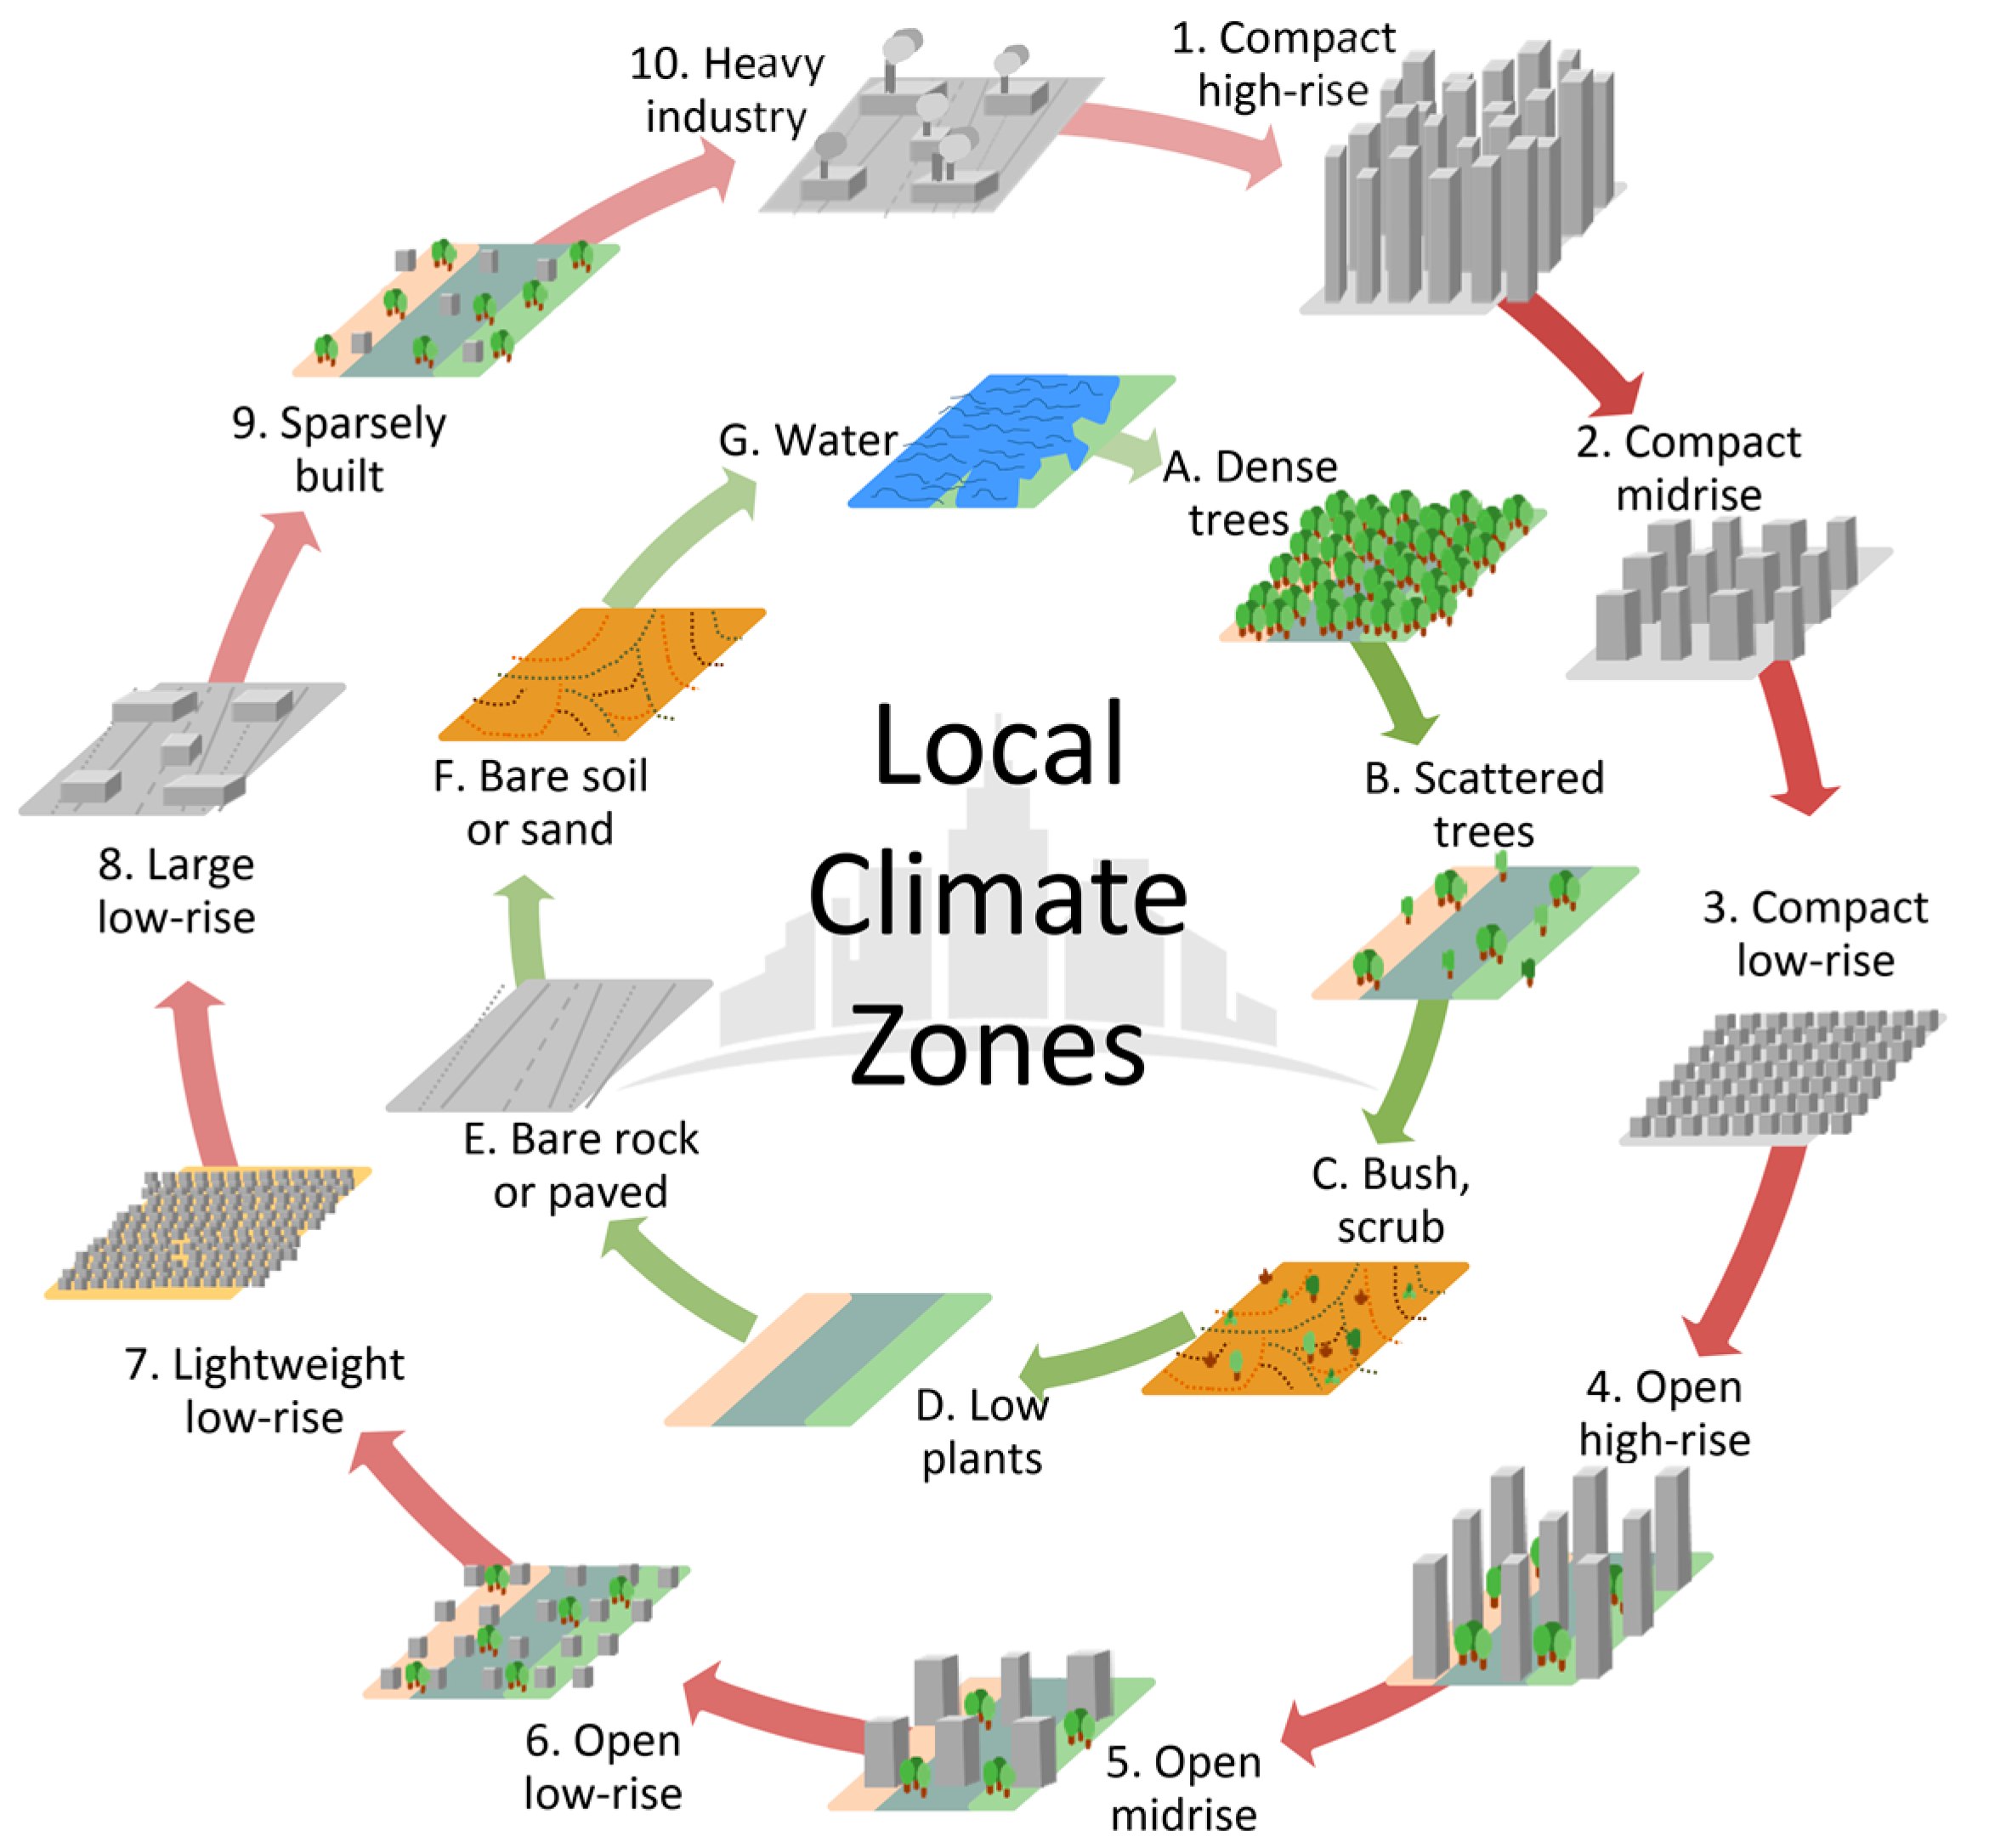 10. Heavy
industry
1. Compact
high-rise
2. Compact
midrise
3. Compact
low-rise
4. Open
high-rise
5. Open
midrise
6. Open
low-rise
7. Lightweight
low-rise
8. Large
low-rise
9. Sparsely
built
G. Water
A. Dense
trees
B. Scattered
trees
C. Bush,
scrub
D. Low
plants
E. Bare rock
or paved
F. Bare soil
or sand
Local
Climate
Zones